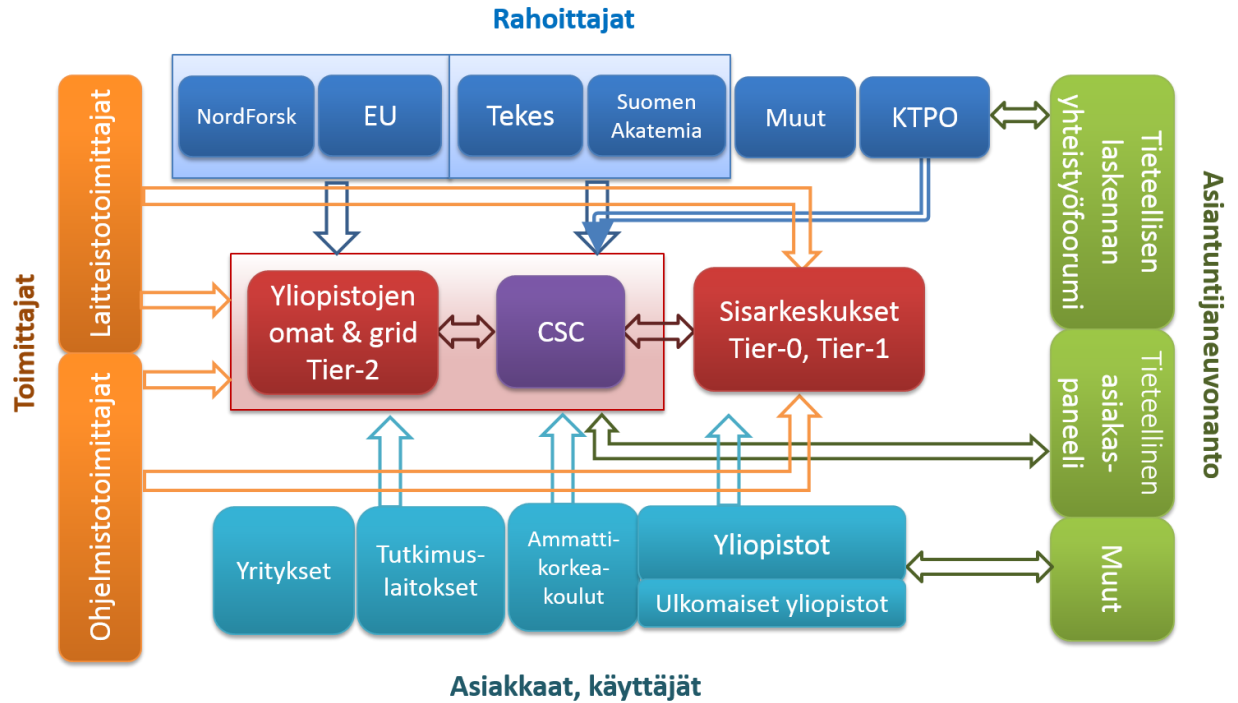 Rahoittajat
NordForsk
EU
Tekes
Suomen
Akatemia
Muut
KTPO
Toimittajat
Laitteistotoimittajat
Ohjelmistotoimittajat
Yliopistojen
omat & grid
Tier-2
CSC
Sisarkeskukset
Tier-0, Tier-1
Tieteellisen
laskennan
yhteistyöfoorumi
Tieteellinen
asiakas-
paneeli
Muut
Asiantuntijaneuvonanto
Yritykset
Tutkimus-
laitokset
Ammatti-
korkea-
koulut
Yliopistot
Ulkomaiset yliopistot
Asiakkaat, käyttäjät